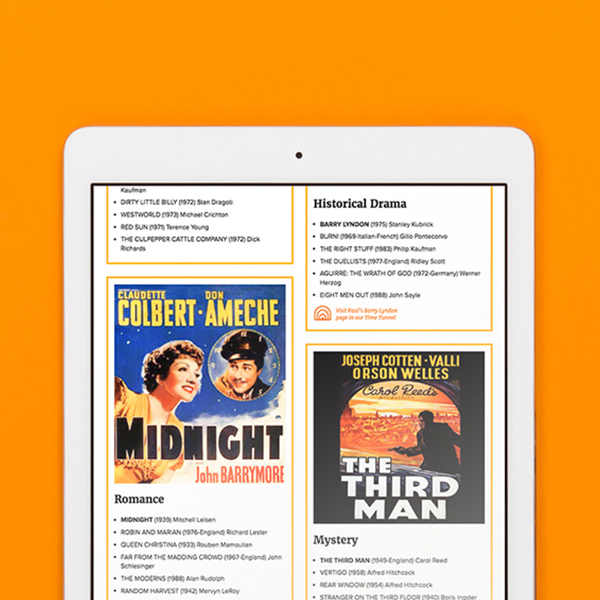 Kaufman
DIRTY LITTLE BILLY (1972) Stan Dragoti
WESTWORLD (1973) Michael Crichton
RED SUN (1971) Terence Young
THE CULPEPPER CATTLE COMPANY (1972) Dick
Richards
CLAUDETTE
COLBERT · DON
AMECHE
MIDNIGHT
John BARRYMORE
Romance
MIDNIGHT (1939) Mitchell Leisen
ROBIN AND MARIAN (1976-England) Richard Lester
QUEEN CHRISTINA (1933) Rouben Mamoulian
FAR FROM THE MADDING CROWD (1967-England) John
Schlesinger
THE MODERNS (1988) Alan Rudolph
RANDOM HARVEST (1942) Mervyn LeRoy
Historical Drama
BARRY LYNDON (1975) Stanley Kubrick
BURN! (1969-Italian-French) Gillo Pontecorvo
THE RIGHT STUFF (1983) Philip Kaufman
THE DUELLISTS (1977-England) Ridley Scott
AGUIRRE: THE WRATH OF GOD (1972-Germany) Werner
Herzog
EIGHT MEN OUT (1988) John Sayle
Visit Paul's Barry Lyndon
page in our Time Tunnel
JOSEPH COTTEN · VALLI
ORSON WELLES
Carol Reed's
THE
THIRD
MAN
Mystery
THE THIRD MAN (1949-England) Carol Reed
VERTIGO (1958) Alfred Hitchcock
REAR WINDOW (1954) Alfred Hitchcock
STRANGER ON THE THIRD FLOOR (1940) Boris Ingster